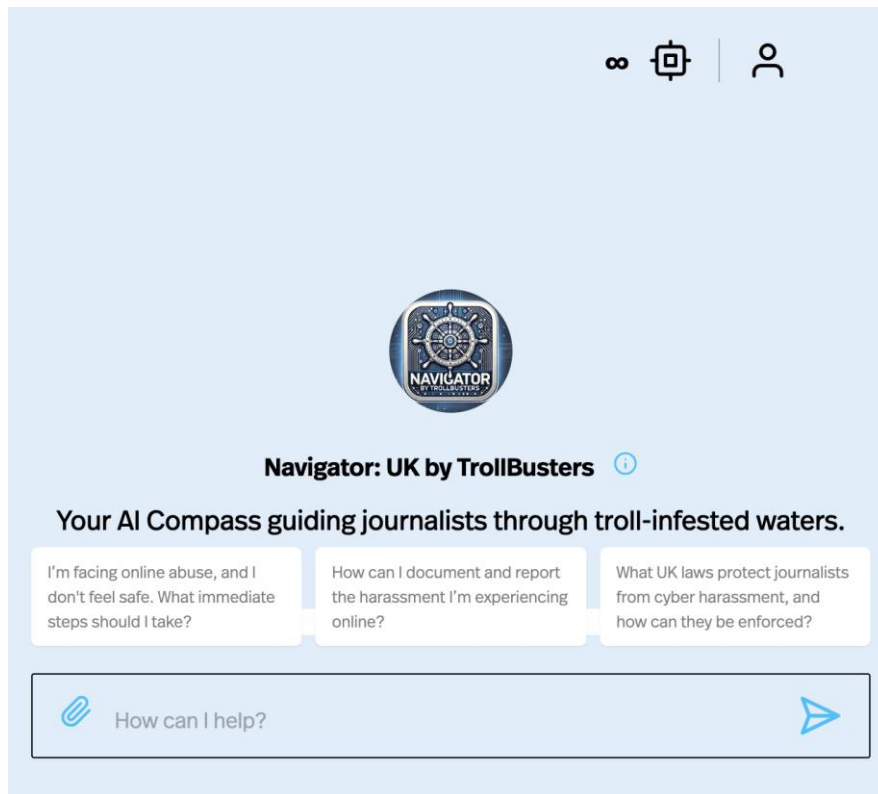 ∞
NAVIGATOR
BY TROLLBUSTERS
Navigator: UK by TrollBusters
Your AI Compass guiding journalists through troll-infested waters.
I'm facing online abuse, and I
don't feel safe. What immediate
steps should I take?
How can I document and report
the harassment I'm experiencing
online?
What UK laws protect journalists
from cyber harassment, and
how can they be enforced?
How can I help?